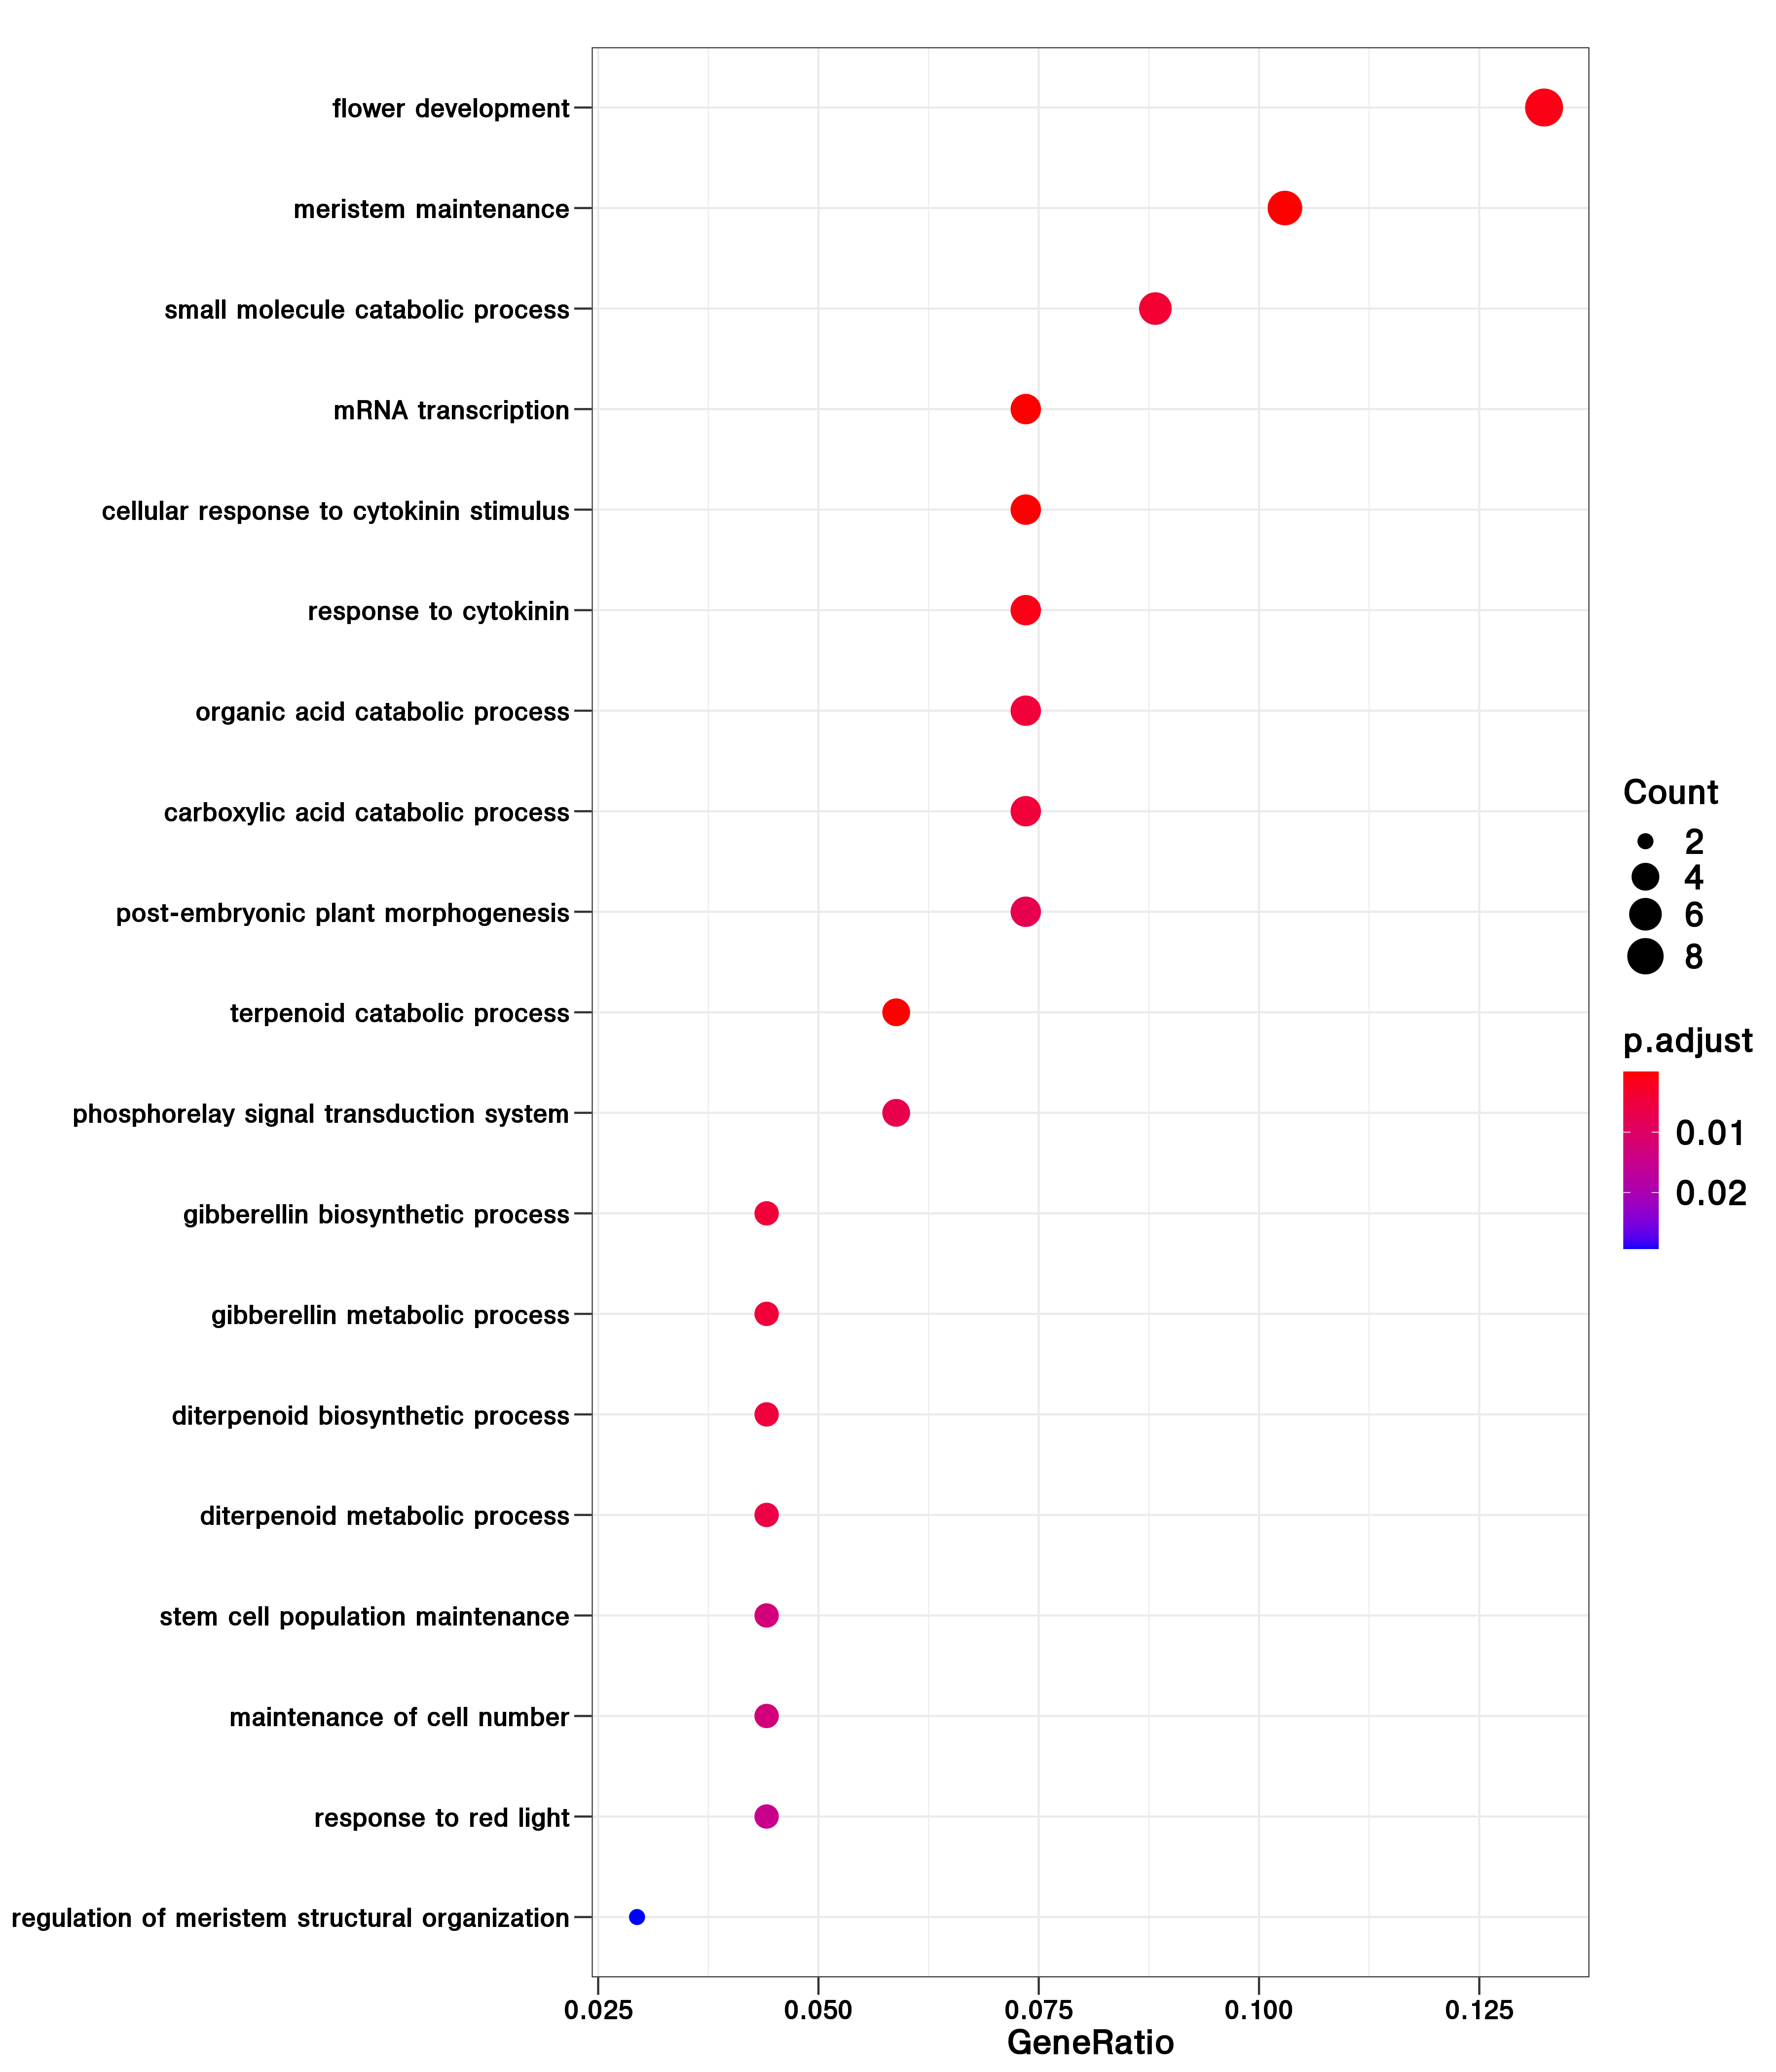 flower development
meristem maintenance
small molecule catabolic process
mRNA transcription
cellular response to cytokinin stimulus
response to cytokinin
organic acid catabolic process
carboxylic acid catabolic process
post-embryonic plant morphogenesis
terpenoid catabolic process
phosphorelay signal transduction system
gibberellin biosynthetic process
gibberellin metabolic process
diterpenoid biosynthetic process
diterpenoid metabolic process
stem cell population maintenance
maintenance of cell number
response to red light
regulation of meristem structural organization
0.025 0.050 0.075 0.100 0.125
GeneRatio
Count
2
4
6
8
p.adjust
0.01
0.02